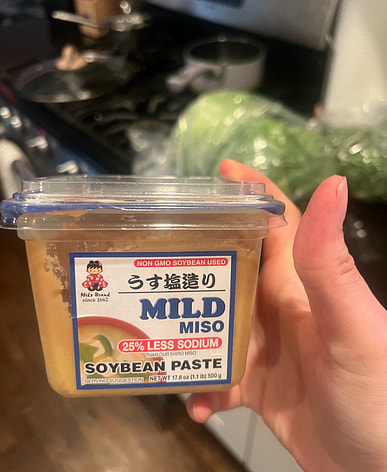 NON GMO SOYBEAN USED
うす塩造り
Miko Brand
since 1662
MILD
MISO
25% LESS SODIUM
THAN OUR SHIRO MISO
SOYBEAN PASTE
SERVING SUGGESTION NET WT 17.6 oz (1.1 lb) 500 g